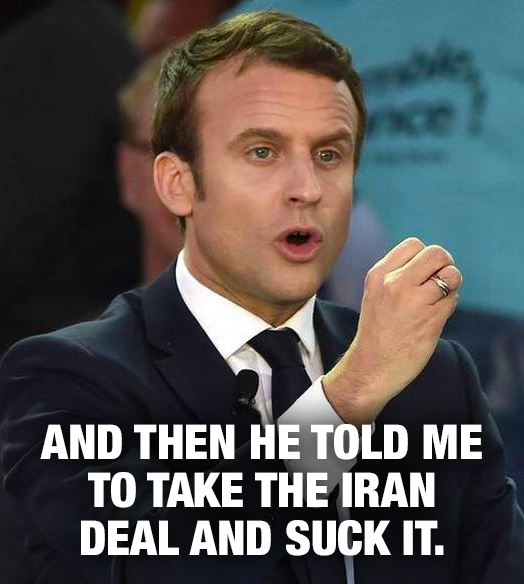 AND THEN HE TOLD ME
TO TAKE THE IRAN
DEAL AND SUCK IT.